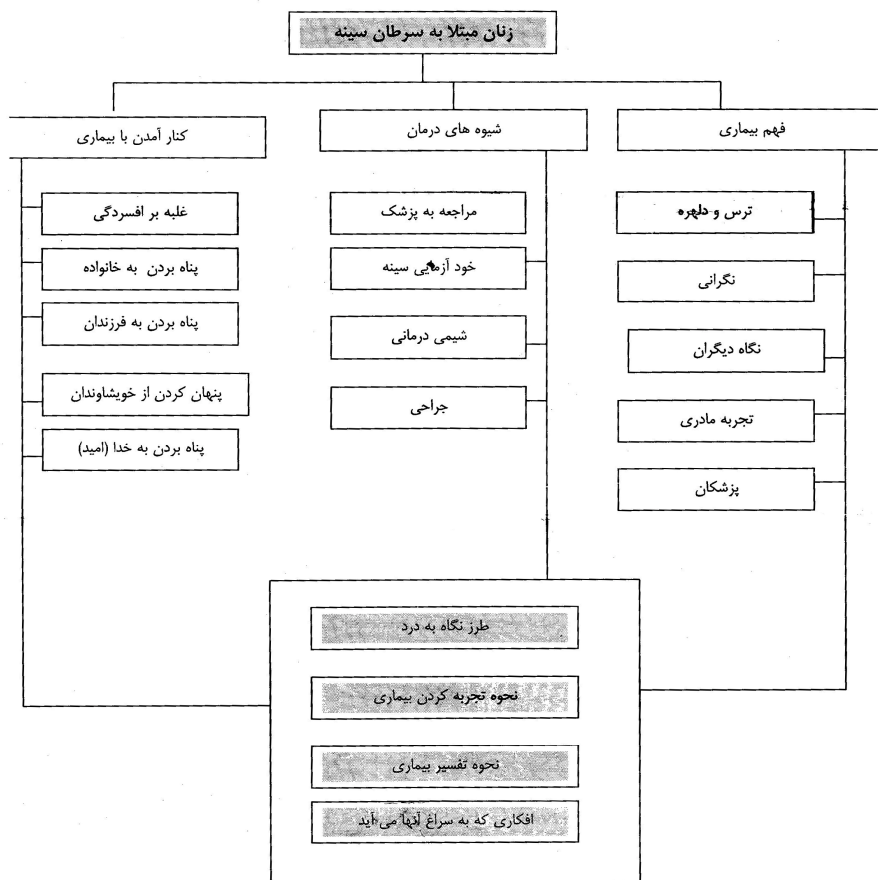 زنان مبتلا به سرطان سینه
فهم بیماری
ترس و دلهره
نگرانی
نگاه دیگران
تجربه مادری
پزشکان
شیوه های درمان
مراجعه به پزشک
خود آزمایی سینه
شیمی درمانی
جراحی
کنار آمدن با بیماری
غلبه بر افسردگی
پناه بردن به خانواده
پناه بردن به فرزندان
پنهان کردن از خویشاوندان
پناه بردن به خدا (امید)
طرز نگاه به درد
نحوه تجربه کردن بیماری
نحوه تفسیر بیماری
افکاری که به سراغ آنها می آید